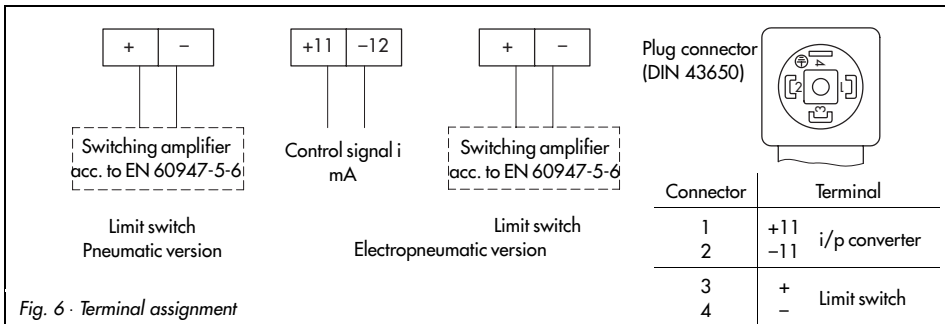 + –
Switching amplifier
acc. to EN 60947-5-6
Limit switch
Pneumatic version
+11 –12
Control signal i
mA
+ –
Switching amplifier
acc. to EN 60947-5-6
Limit switch
Electropneumatic version
Plug connector
(DIN 43650)
4
2 1
3
Connector Terminal
1 +11
2 –11
i/p converter
3 +
4 –
Limit switch
Fig. 6 · Terminal assignment